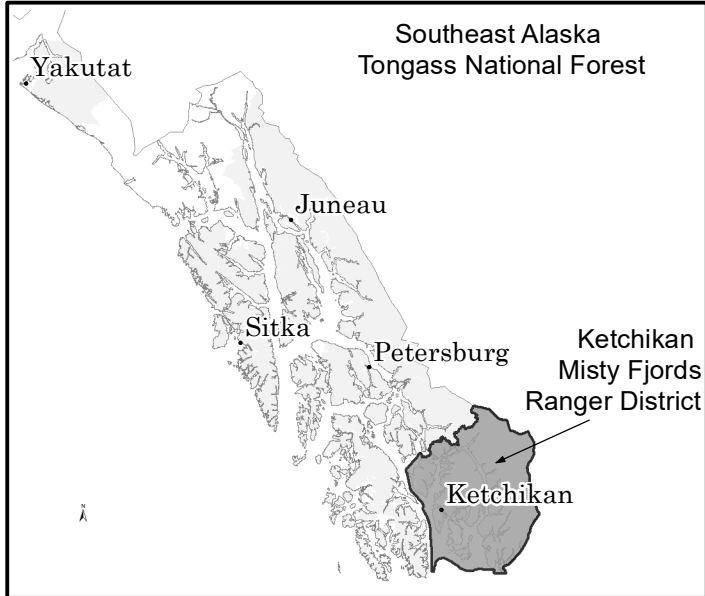 Southeast Alaska
Tongass National Forest
Yakutat
Juneau
Sitka
Petersburg
Ketchikan
Misty Fjords
Ranger District
Ketchikan
N